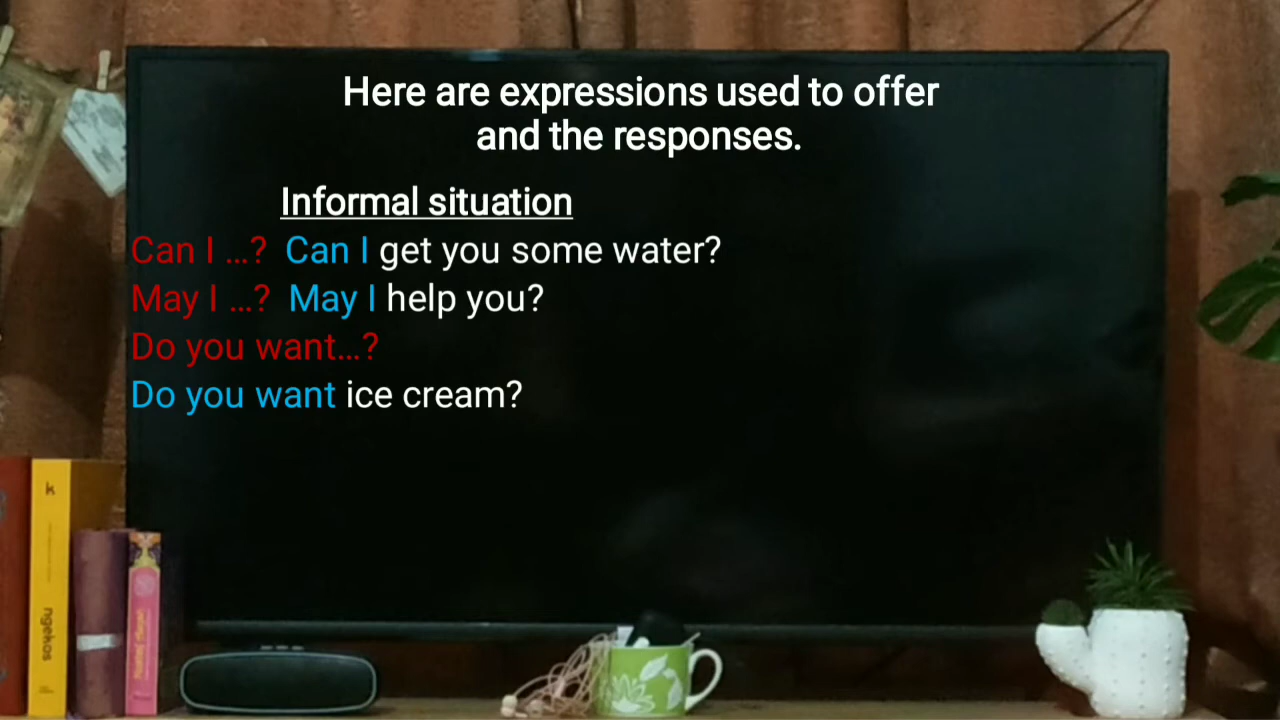 Here are expressions used to offer
and the responses.
Informal situation
Can I ...? Can I get you some water?
May I ...? May I help you?
Do you want...?
Do you want ice cream?
k
ngekos